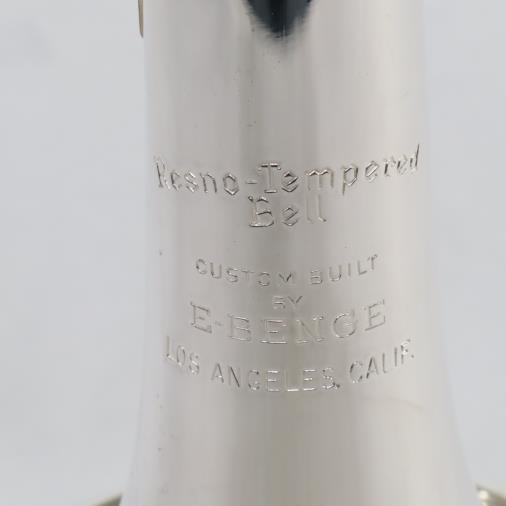 Resno-Tempered
Bell
CUSTOM BUILT
BY
E-BENGE
LOS ANGELES, CALIF.